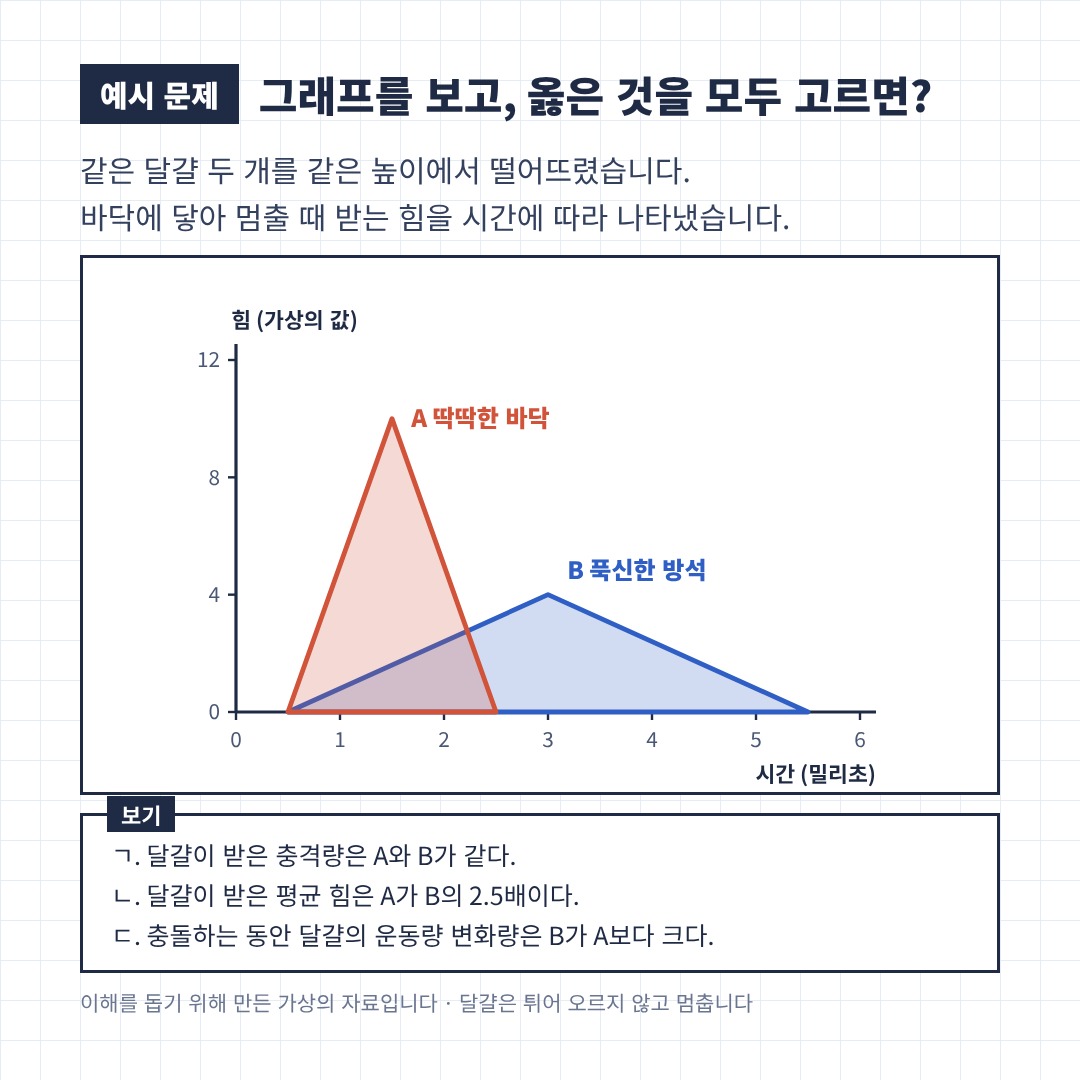 예시 문제
그래프를 보고, 옳은 것을 모두 고르면?
같은 달걀 두 개를 같은 높이에서 떨어뜨렸습니다.
바닥에 닿아 멈출 때 받는 힘을 시간에 따라 나타냈습니다.
힘 (가상의 값)
12
8
4
0
A 딱딱한 바닥
B 푹신한 방석
0 1 2 3 4 5 6
시간 (밀리초)
보기
ㄱ. 달걀이 받은 충격량은 A와 B가 같다.
ㄴ. 달걀이 받은 평균 힘은 A가 B의 2.5배이다.
ㄷ. 충돌하는 동안 달걀의 운동량 변화량은 B가 A보다 크다.
이해를 돕기 위해 만든 가상의 자료입니다 · 달걀은 튀어 오르지 않고 멈춥니다